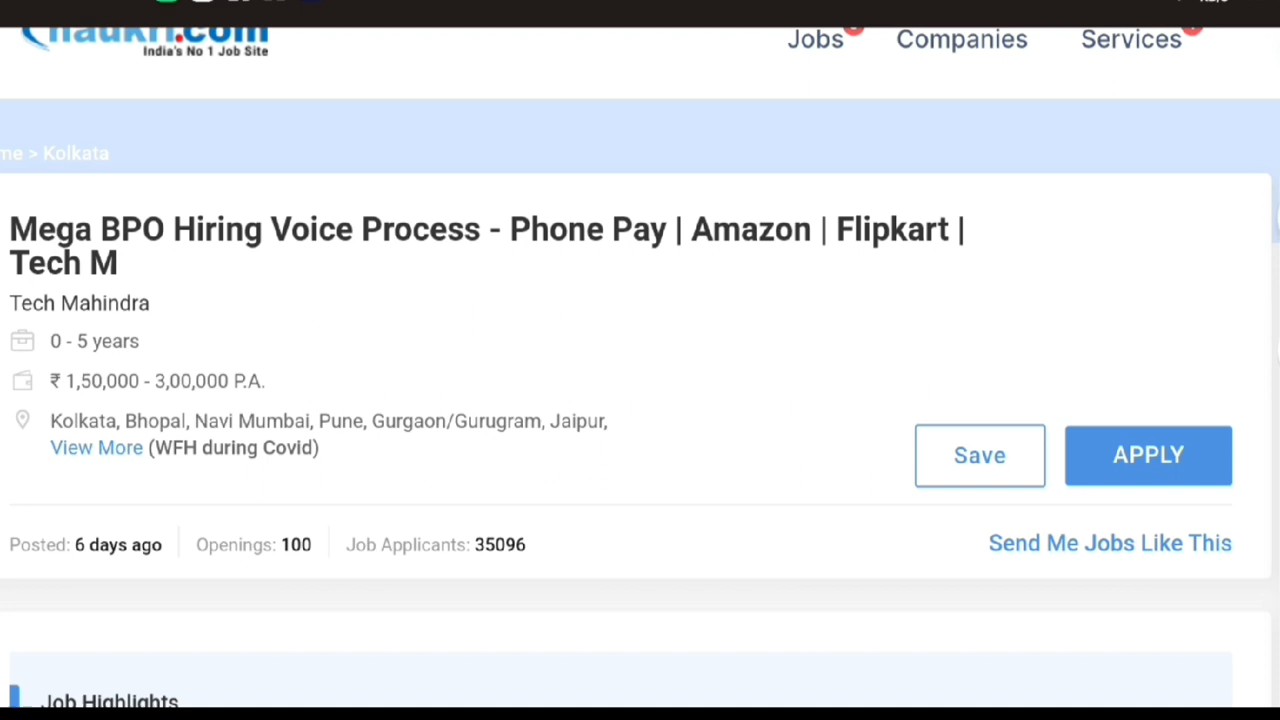 naukri.com
India's No 1 Job Site
Jobs
Companies
Services
me > Kolkata
Mega BPO Hiring Voice Process - Phone Pay | Amazon | Flipkart |
Tech M
Tech Mahindra
0 - 5 years
₹ 1,50,000 - 3,00,000 P.A.
Kolkata, Bhopal, Navi Mumbai, Pune, Gurgaon/Gurugram, Jaipur,
View More (WFH during Covid)
Save
APPLY
Posted: 6 days ago
Openings: 100
Job Applicants: 35096
Send Me Jobs Like This
Job Highlights